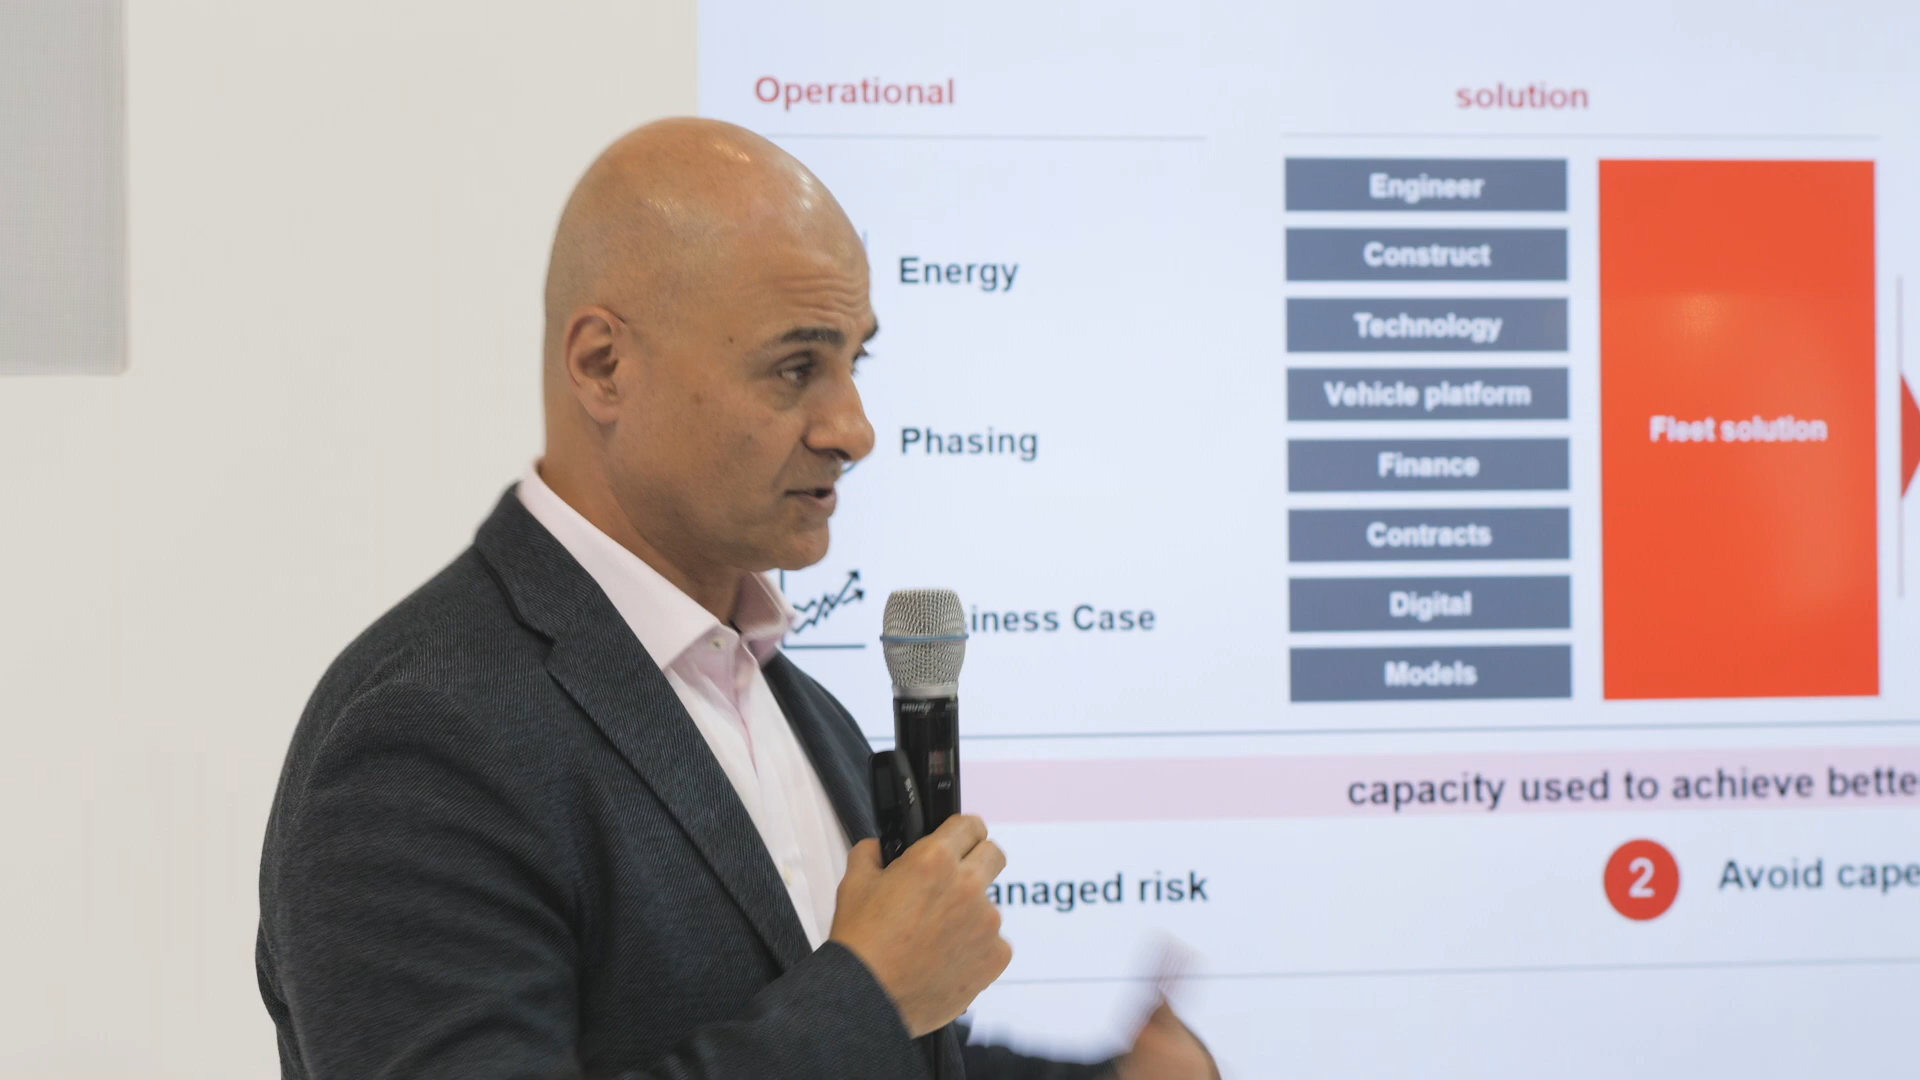 Operational
solution
Energy
Phasing
iness Case
Engineer
Construct
Technology
Vehicle platform
Finance
Contracts
Digital
Models
Fleet solution
capacity used to achieve bette
anaged risk
2
Avoid cape